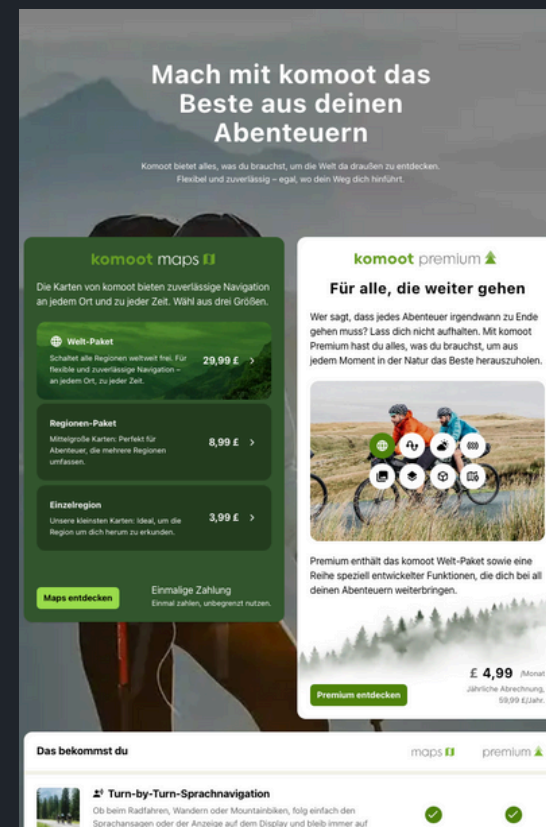 Mach mit komoot das
Beste aus deinen
Abenteuern
Komoot bietet alles, was du brauchst, um die Welt da draußen zu entdecken.
Flexibel und zuverlässig – egal, wo dein Weg dich hinführt.
komoot maps
Die Karten von komoot bieten zuverlässige Navigation
an jedem Ort und zu jeder Zeit. Wähl aus drei Größen.
Welt-Paket
Schaltet alle Regionen weltweit frei. Für
flexible und zuverlässige Navigation –
an jedem Ort, zu jeder Zeit.
29,99 £
Regionen-Paket
Mittelgroße Karten: Perfekt für
Abenteuer, die mehrere Regionen
umfassen.
8,99 £
Einzelregion
Unsere kleinsten Karten: Ideal, um die
Region um dich herum zu erkunden.
3,99 £
Maps entdecken
Einmalige Zahlung
Einmal zahlen, unbegrenzt nutzen.
komoot premium
Für alle, die weiter gehen
Wer sagt, dass jedes Abenteuer irgendwann zu Ende
gehen muss? Lass dich nicht aufhalten. Mit komoot
Premium hast du alles, was du brauchst, um aus
jedem Moment in der Natur das Beste herauszuholen.
Premium enthält das komoot Welt-Paket sowie eine
Reihe speziell entwickelter Funktionen, die dich bei all
deinen Abenteuern weiterbringen.
£ 4,99 /Monat
Jährliche Abrechnung,
59,99 £/Jahr.
Premium entdecken
Das bekommst du
maps
premium
Turn-by-Turn-Sprachnavigation
Ob beim Radfahren, Wandern oder Mountainbiken, folg einfach den
Sprachansagen oder der Anzeige auf dem Display und bleib immer auf